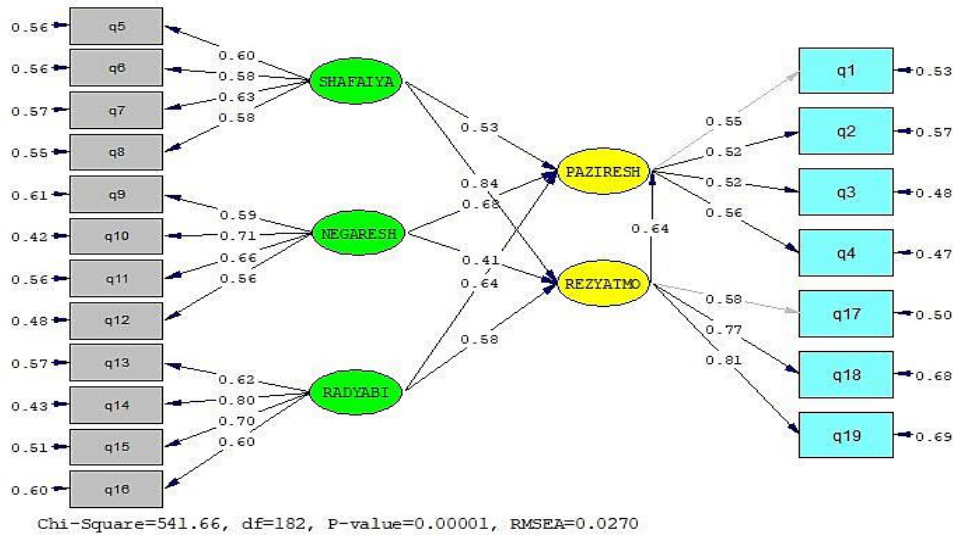 0.56 q5
0.60
0.56 q6
0.58
0.57 q7
0.63
0.55 q8
0.58
SHAFAIYA
0.61 q9
0.59
0.42 q10
0.71
0.56 q11
0.66
0.48 q12
0.56
NEGARESH
0.57 q13
0.62
0.43 q14
0.80
0.51 q15
0.70
0.60 q16
0.60
RADYABI
0.53
0.84
0.68
0.41
0.64
0.58
PAZIRESH
0.64
REZYATMO
0.55
q1 0.53
0.52
q2 0.57
0.52
q3 0.48
0.56
q4 0.47
0.58
q17 0.50
0.77
q18 0.68
0.81
q19 0.69
Chi-Square=541.66, df=182, P-value=0.00001, RMSEA=0.0270